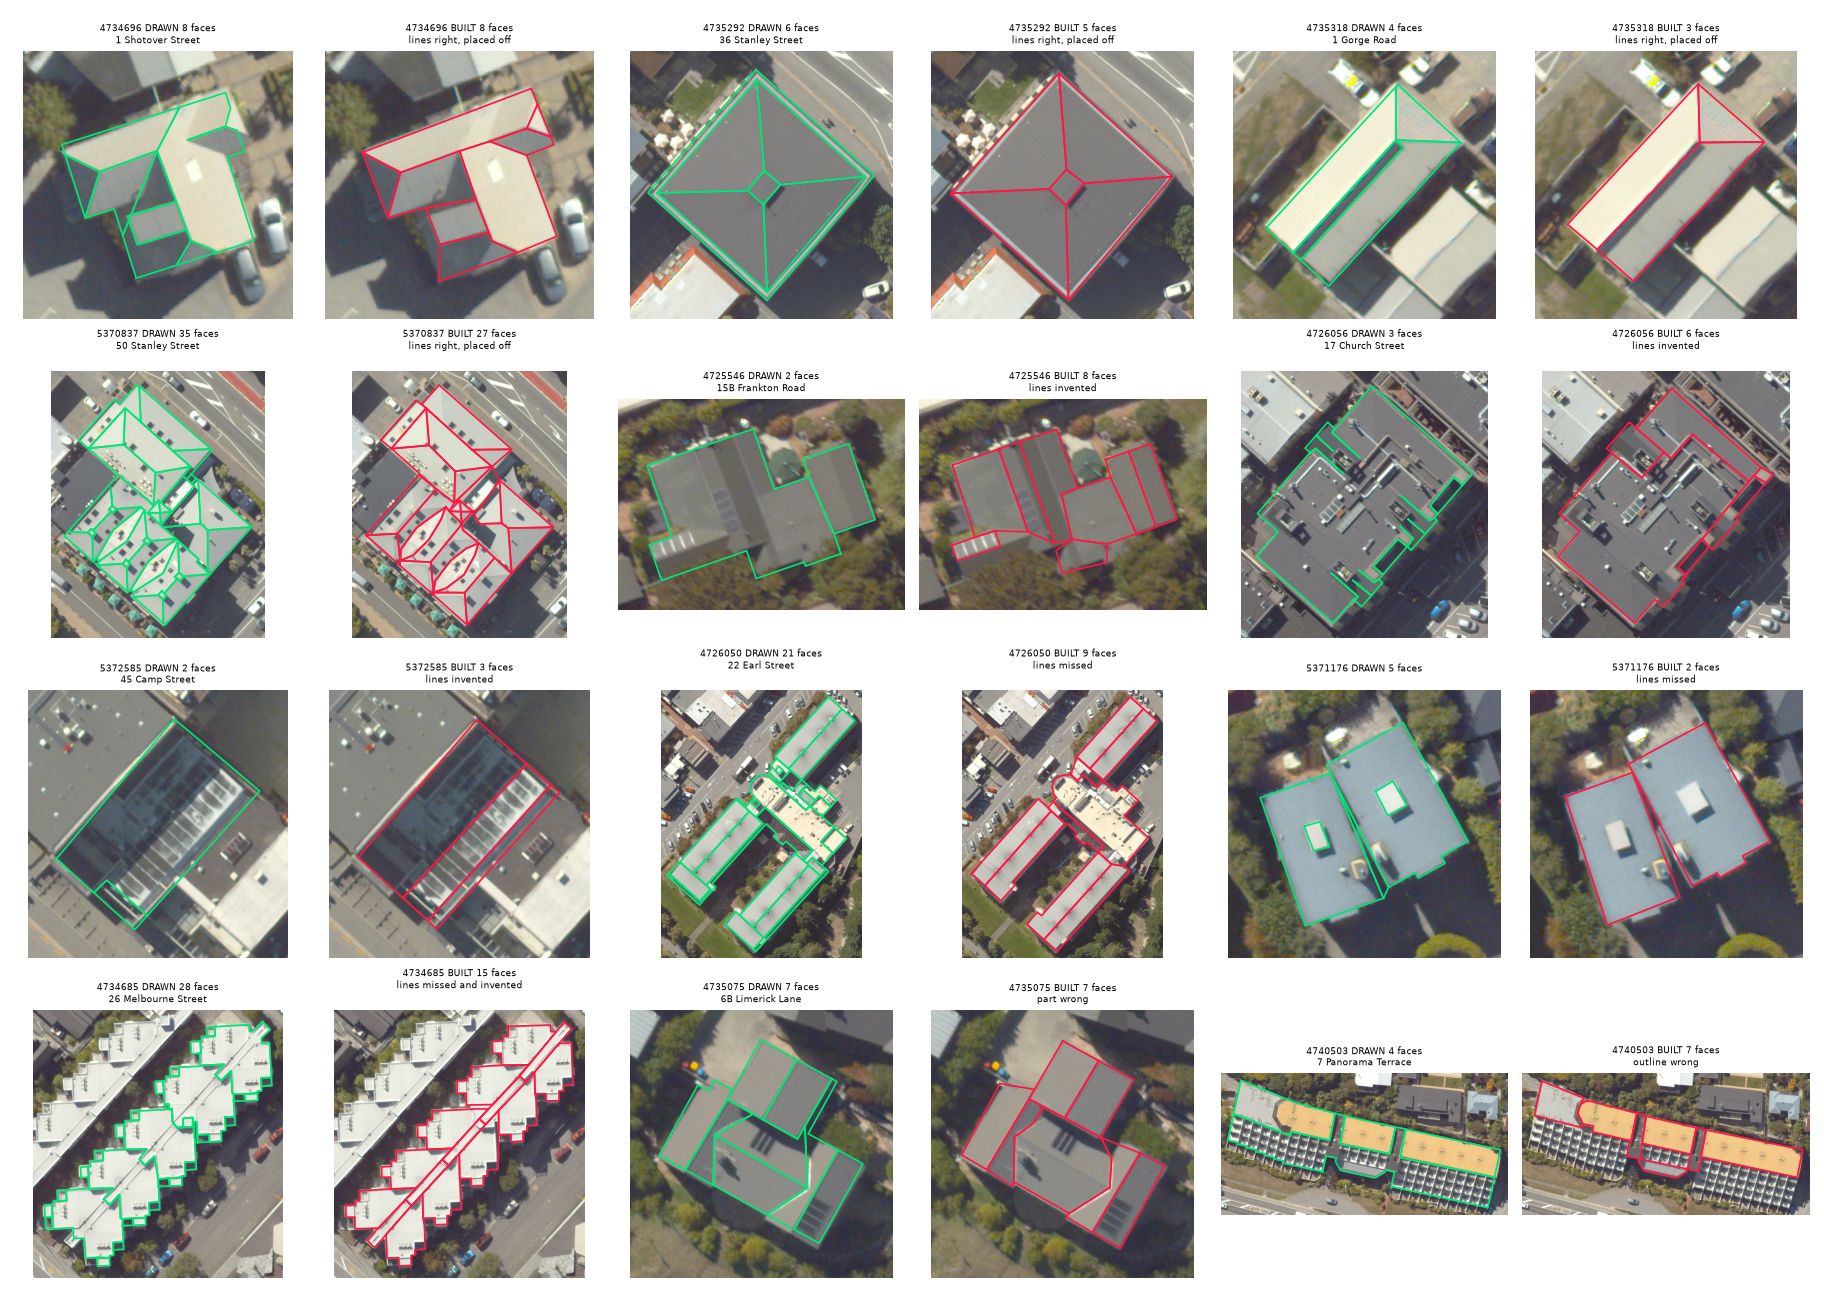 4734696 DRAWN 8 faces
1 Shotover Street
4734696 BUILT 8 faces
lines right, placed off
4735292 DRAWN 6 faces
36 Stanley Street
4735292 BUILT 5 faces
lines right, placed off
4735318 DRAWN 4 faces
1 Gorge Road
4735318 BUILT 3 faces
lines right, placed off
5370837 DRAWN 35 faces
50 Stanley Street
5370837 BUILT 27 faces
lines right, placed off
4725546 DRAWN 2 faces
15B Frankton Road
4725546 BUILT 8 faces
lines invented
4726056 DRAWN 3 faces
17 Church Street
4726056 BUILT 6 faces
lines invented
5372585 DRAWN 2 faces
45 Camp Street
5372585 BUILT 3 faces
lines invented
4726050 DRAWN 21 faces
22 Earl Street
4726050 BUILT 9 faces
lines missed
5371176 DRAWN 5 faces
5371176 BUILT 2 faces
lines missed
4734685 DRAWN 28 faces
26 Melbourne Street
4734685 BUILT 15 faces
lines missed and invented
4735075 DRAWN 7 faces
6B Limerick Lane
4735075 BUILT 7 faces
part wrong
4740503 DRAWN 4 faces
7 Panorama Terrace
4740503 BUILT 7 faces
outline wrong